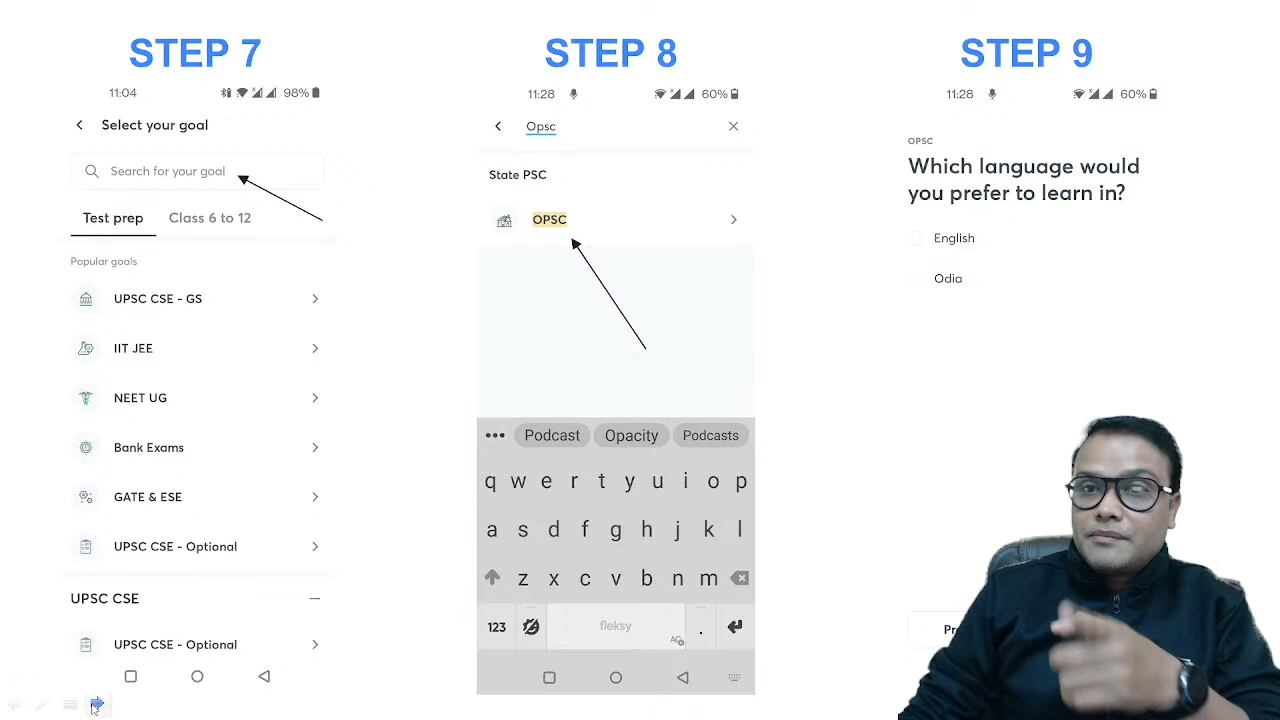 STEP 7
11:04 98%
Select your goal
Search for your goal
Test prep Class 6 to 12
Popular goals
UPSC CSE - GS
IIT JEE
NEET UG
Bank Exams
GATE & ESE
UPSC CSE - Optional
UPSC CSE
UPSC CSE - Optional
STEP 8
11:28 60%
Opsc
State PSC
OPSC
Podcast Opacity Podcasts
q w e r t y u i o p
a s d f g h j k l
z x c v b n m
123 fleksy .
STEP 9
11:28 60%
OPSC
Which language would
you prefer to learn in?
English
Odia